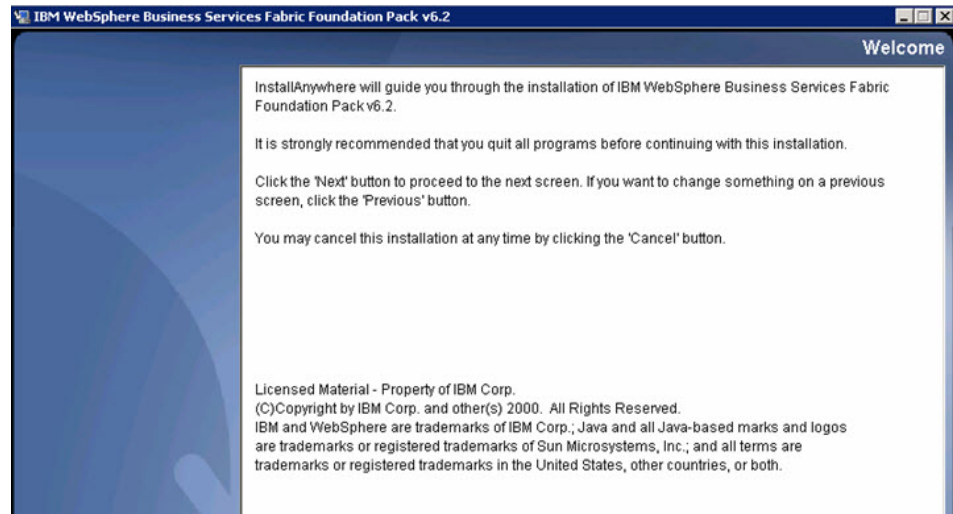 IBM WebSphere Business Services Fabric Foundation Pack v6.2
Welcome
InstallAnywhere will guide you through the installation of IBM WebSphere Business Services Fabric
Foundation Pack v6.2.
It is strongly recommended that you quit all programs before continuing with this installation.
Click the 'Next' button to proceed to the next screen. If you want to change something on a previous
screen, click the 'Previous' button.
You may cancel this installation at any time by clicking the 'Cancel' button.
Licensed Material - Property of IBM Corp.
(C)Copyright by IBM Corp. and other(s) 2000. All Rights Reserved.
IBM and WebSphere are trademarks of IBM Corp.; Java and all Java-based marks and logos
are trademarks or registered trademarks of Sun Microsystems, Inc.; and all terms are
trademarks or registered trademarks in the United States, other countries, or both.